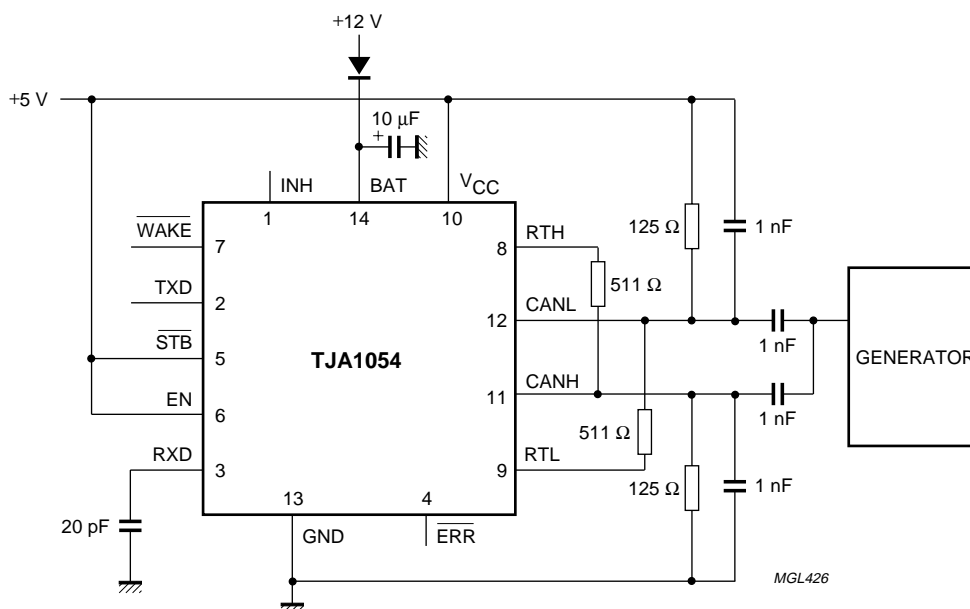 +12 V
+5 V
10 μF
+
INH
BAT
VCC
1
14
10
WAKE
7
TXD
2
STB
5
EN
6
RXD
3
20 pF
TJA1054
8
RTH
12
CANL
11
CANH
9
RTL
511 Ω
511 Ω
125 Ω
1 nF
1 nF
1 nF
125 Ω
1 nF
GENERATOR
13
GND
4
ERR
MGL426